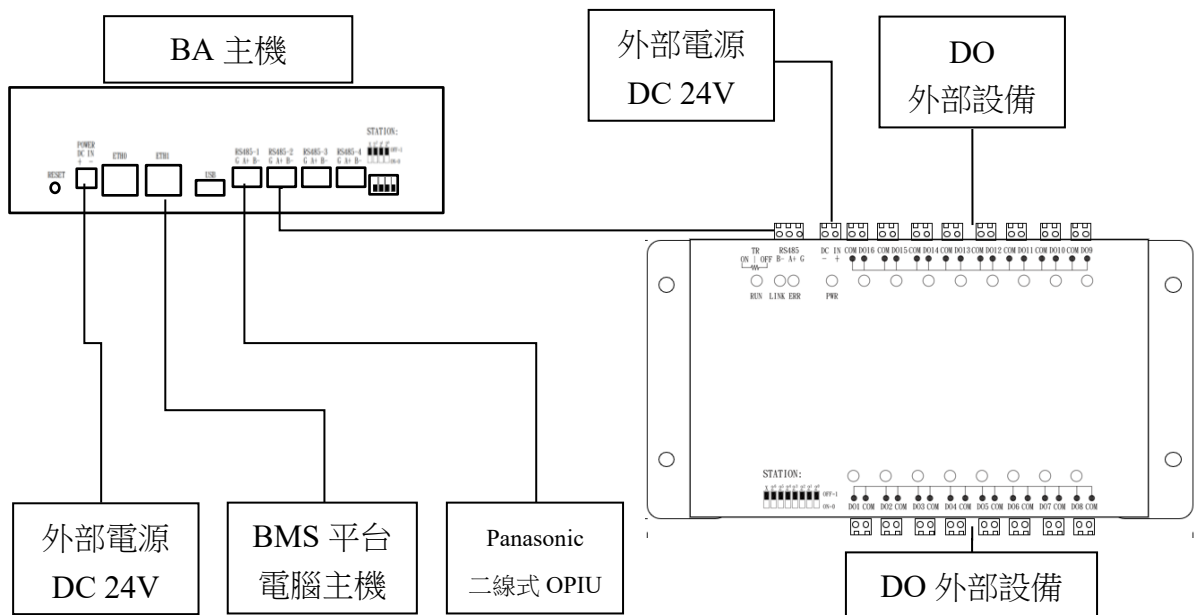 BA 主機
外部電源
DC 24V
DO
外部設備
STATION:
OFF-1
ON-0
POWER
DC IN
+ -
RESET
ETH0
ETH1
USB
RS485-1
G A+ B-
RS485-2
G A+ B-
RS485-3
G A+ B-
RS485-4
G A+ B-
TR
ON | OFF
RS485
B- A+ G
DC IN
- +
COM DO16
COM DO15
COM DO14
COM DO13
COM DO12
COM DO11
COM DO10
COM DO9
RUN
LINK
ERR
PWR
STATION:
OFF-1
ON-0
DO1 COM
DO2 COM
DO3 COM
DO4 COM
DO5 COM
DO6 COM
DO7 COM
DO8 COM
外部電源
DC 24V
BMS 平台
電腦主機
Panasonic
二線式 OPIU
DO 外部設備